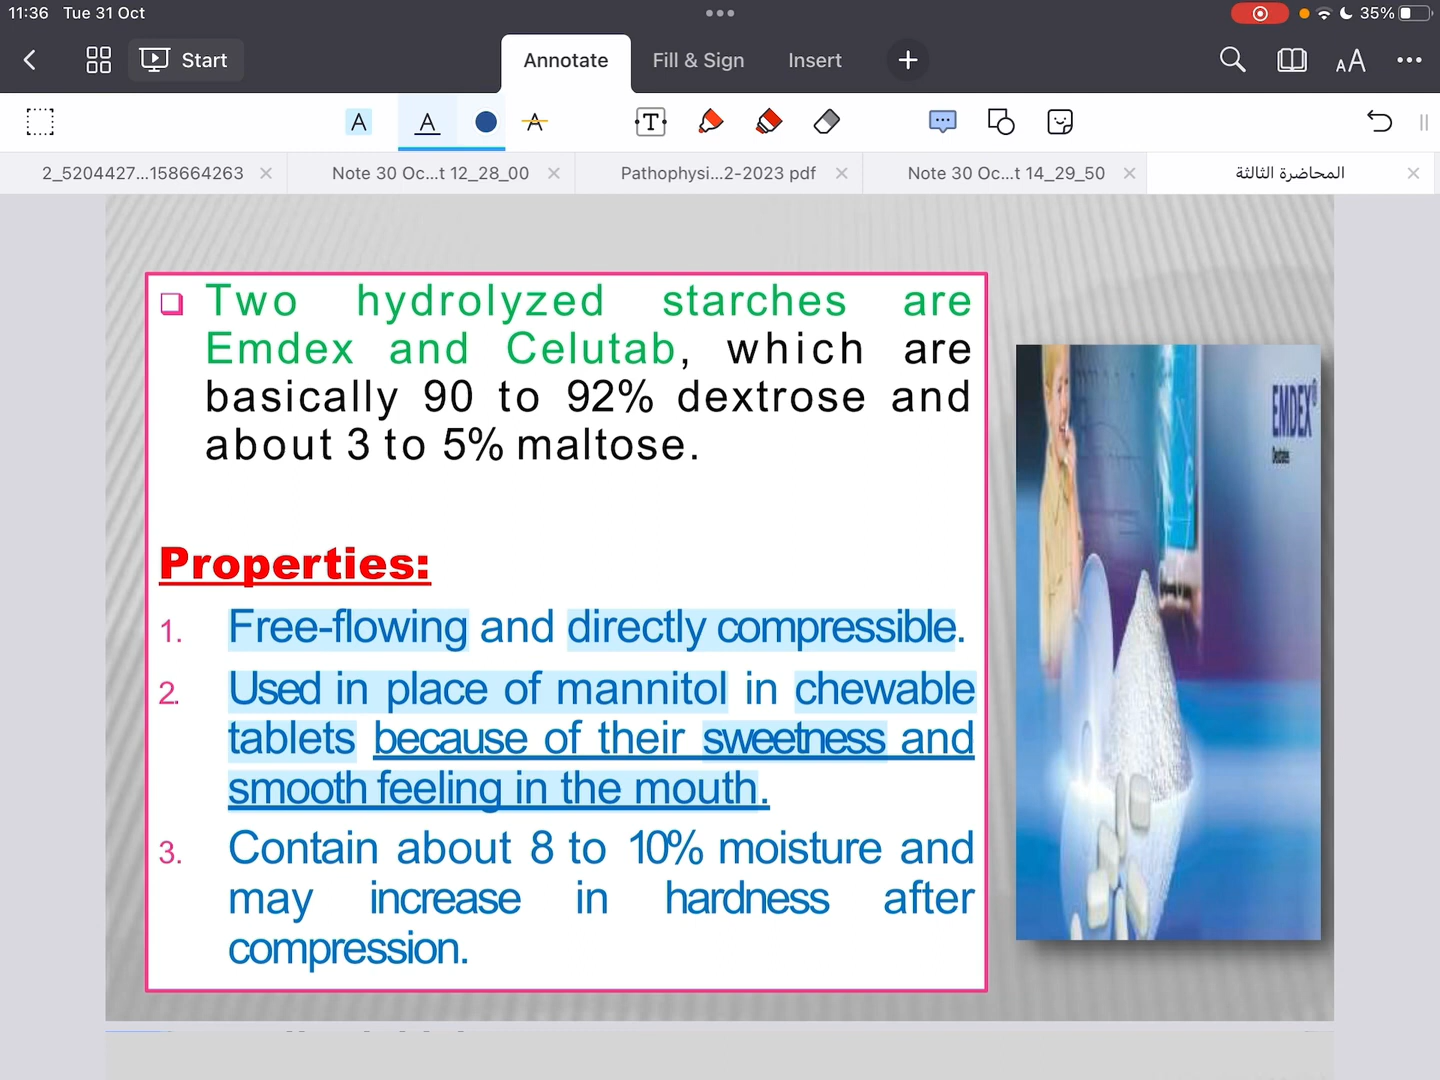 11:36 Tue 31 Oct
35%
Start
Annotate
Fill & Sign
Insert
A
A
A
T
AA
2_5204427...158664263
Note 30 Oc...t 12_28_00
Pathophysi...2-2023 pdf
Note 30 Oc...t 14_29_50
المحاضرة الثالثة
Two hydrolyzed starches are
Emdex and Celutab, which are
basically 90 to 92% dextrose and
about 3 to 5% maltose.
EMDEX®
Properties:
1. Free-flowing and directly compressible.
2. Used in place of mannitol in chewable
tablets because of their sweetness and
smooth feeling in the mouth.
3. Contain about 8 to 10% moisture and
may increase in hardness after
compression.